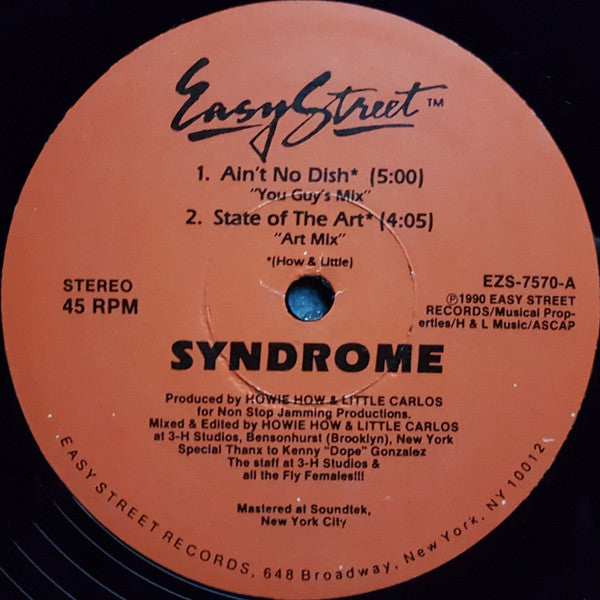 Easy Street™
1. Ain't No Dish* (5:00)
"You Guy's Mix"
2. State of The Art* (4:05)
"Art Mix"
*(How & Little)
STEREO
45 RPM
EZS-7570-A
℗1990 EASY STREET
RECORDS/Musical Prop-
erties/H & L Music/ASCAP
SYNDROME
Produced by HOWIE HOW & LITTLE CARLOS
for Non Stop Jamming Productions.
Mixed & Edited by HOWIE HOW & LITTLE CARLOS
at 3-H Studios, Bensonhurst (Brooklyn), New York
Special Thanx to Kenny "Dope" Gonzalez
The staff at 3-H Studios &
all the Fly Females!!!
Mastered at Soundtek,
New York City
EASY STREET RECORDS, 648 Broadway, New York, NY 10012